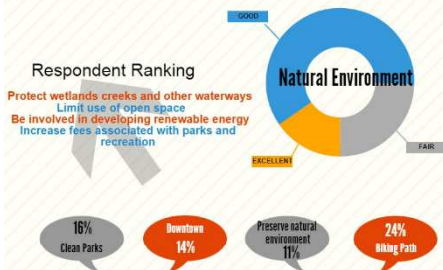 GOOD
Respondent Ranking
Natural Environment
Protect wetlands creeks and other waterways
Limit use of open space
Be involved in developing renewable energy
Increase fees associated with parks and
recreation
FAIR
EXCELLENT
16%
Clean Parks
Downtown
14%
Preserve natural
environment
11%
24%
Biking Path